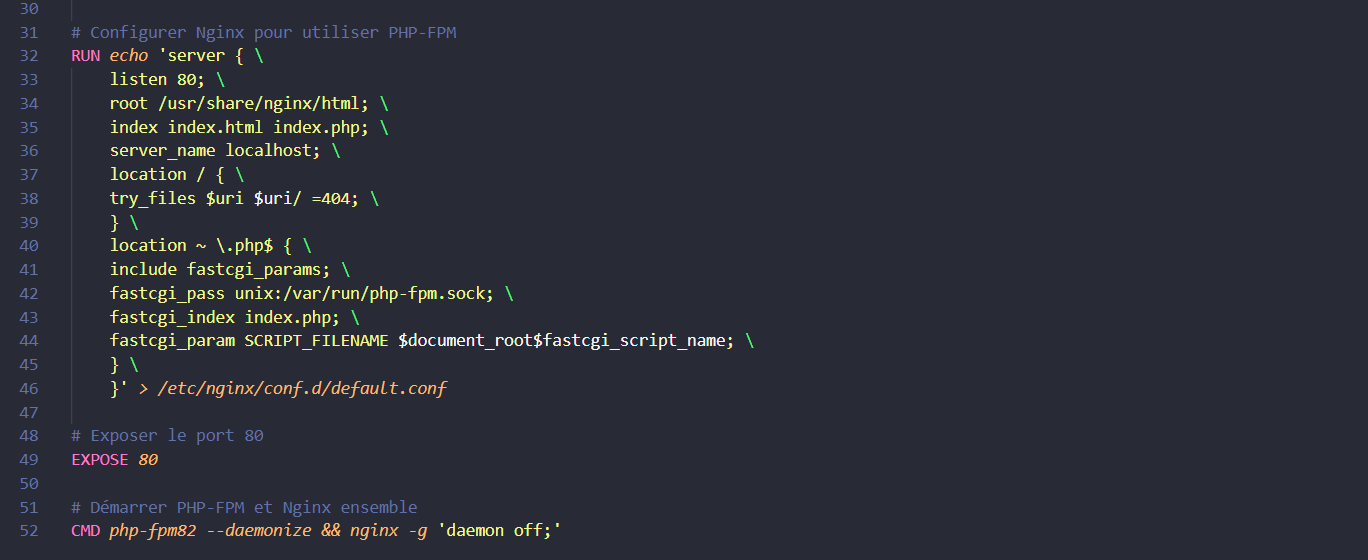 30
31 # Configurer Nginx pour utiliser PHP-FPM
32 RUN echo 'server { \
33     listen 80; \
34     root /usr/share/nginx/html; \
35     index index.html index.php; \
36     server_name localhost; \
37     location / { \
38     try_files $uri $uri/ =404; \
39     } \
40     location ~ \.php$ { \
41     include fastcgi_params; \
42     fastcgi_pass unix:/var/run/php-fpm.sock; \
43     fastcgi_index index.php; \
44     fastcgi_param SCRIPT_FILENAME $document_root$fastcgi_script_name; \
45     } \
46     }' > /etc/nginx/conf.d/default.conf
47
48 # Exposer le port 80
49 EXPOSE 80
50
51 # Démarrer PHP-FPM et Nginx ensemble
52 CMD php-fpm82 --daemonize && nginx -g 'daemon off;'